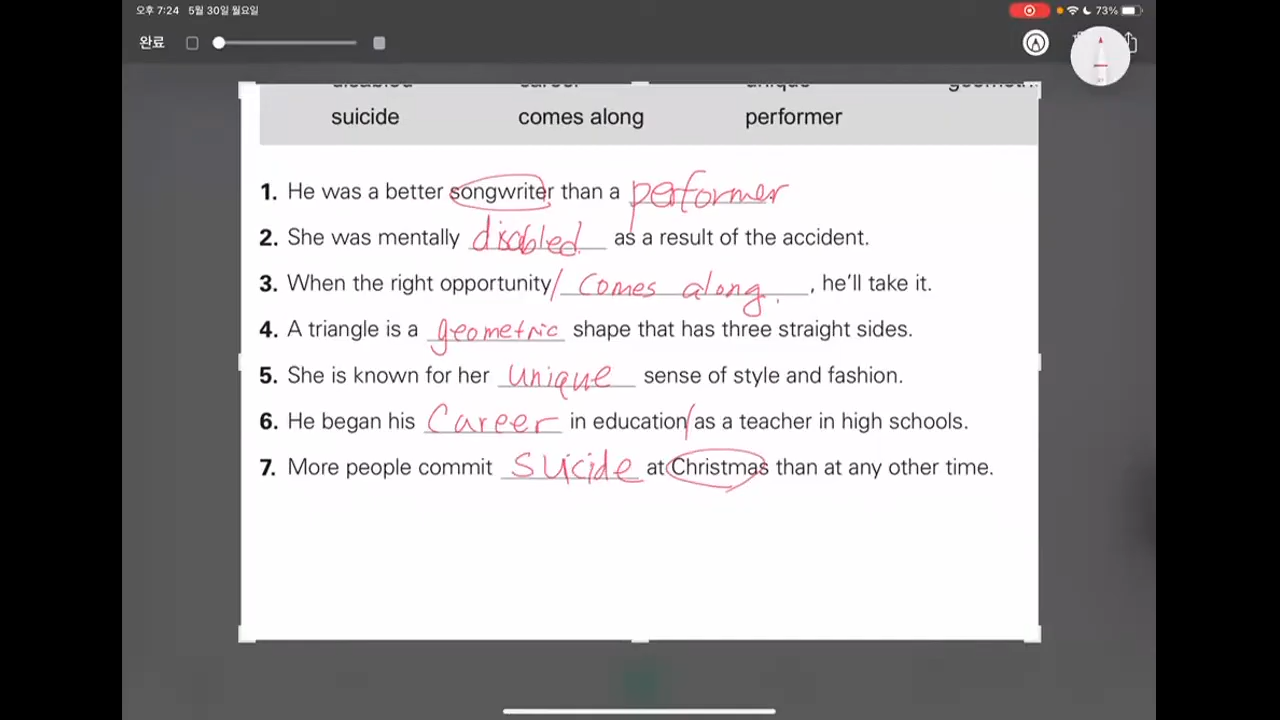 오후 7:24 5월 30일 월요일 73%
완료
disabled career unique geometric
suicide comes along performer
1. He was a better songwriter than a performer
2. She was mentally disabled as a result of the accident.
3. When the right opportunity / comes along, he'll take it.
4. A triangle is a geometric shape that has three straight sides.
5. She is known for her unique sense of style and fashion.
6. He began his Career in education / as a teacher in high schools.
7. More people commit suicide at Christmas than at any other time.